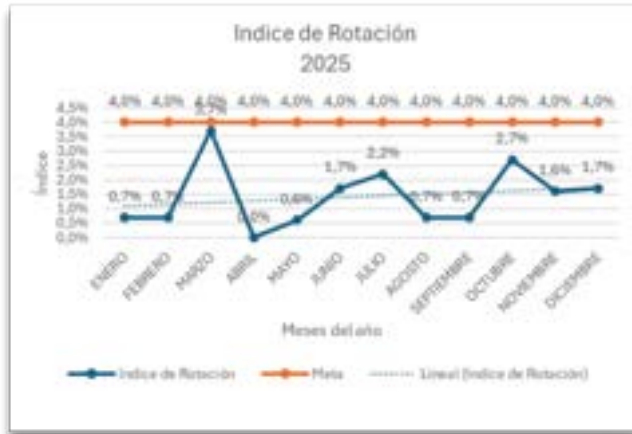 Indice de Rotación
2025
4,0% 4,0% 4,0% 4,0% 4,0% 4,0% 4,0% 4,0% 4,0% 4,0% 4,0% 4,0%
4,5%
4,0%
3,5%
3,0%
2,5%
2,0%
1,5%
1,0%
0,5%
0,0%
Índice
0,7% 0,7% 3,7% 0,0% 0,6% 1,7% 2,2% 0,7% 0,7% 2,7% 1,6% 1,7%
ENERO FEBRERO MARZO ABRIL MAYO JUNIO JULIO AGOSTO SEPTIEMBRE OCTUBRE NOVIEMBRE DICIEMBRE
Meses del año
Indice de Rotación Meta Lineal (Indice de Rotación)